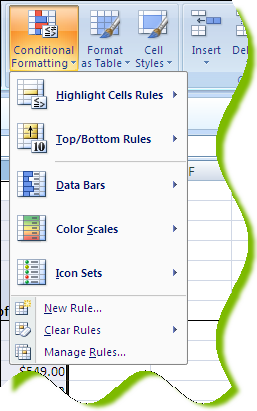 Conditional Formatting
Format as Table
Cell Styles
Insert
Highlight Cells Rules
Top/Bottom Rules
10
Data Bars
F
Color Scales
Icon Sets
of
New Rule...
Clear Rules
Manage Rules...
$549.00